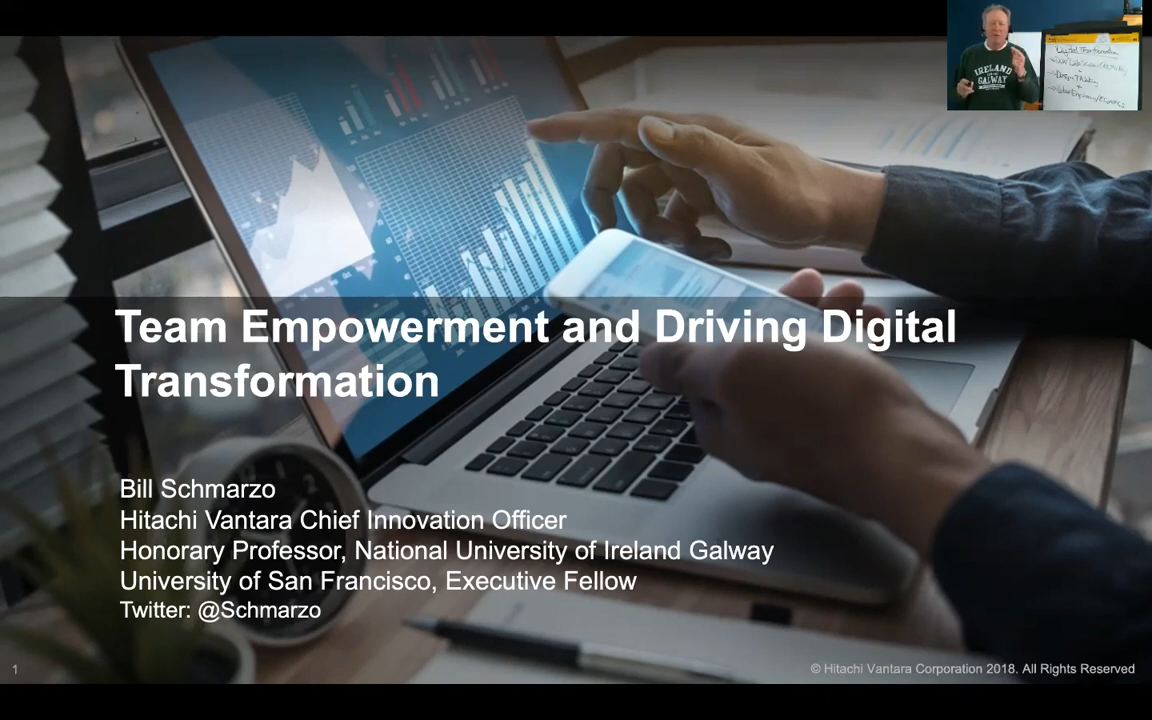 IRELAND
GALWAY
Digital Transformation
Team Empowerment and Driving Digital
Transformation
Bill Schmarzo
Hitachi Vantara Chief Innovation Officer
Honorary Professor, National University of Ireland Galway
University of San Francisco, Executive Fellow
Twitter: @Schmarzo
1
© Hitachi Vantara Corporation 2018. All Rights Reserved